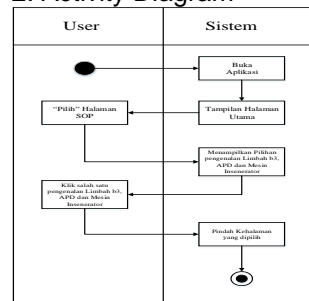 2. Activity Diagram
User
Sistem
Buka
Aplikasi
"Pilih" Halaman
SOP
Tampilan Halaman
Utama
Menampilkan Pilihan
pengenalan Limbah b3,
APD dan Mesin
Insenerator
Klik salah satu
pengenalan Limbah b3,
APD dan Mesin
Insenerator
Pindah Kehalaman
yang dipilih